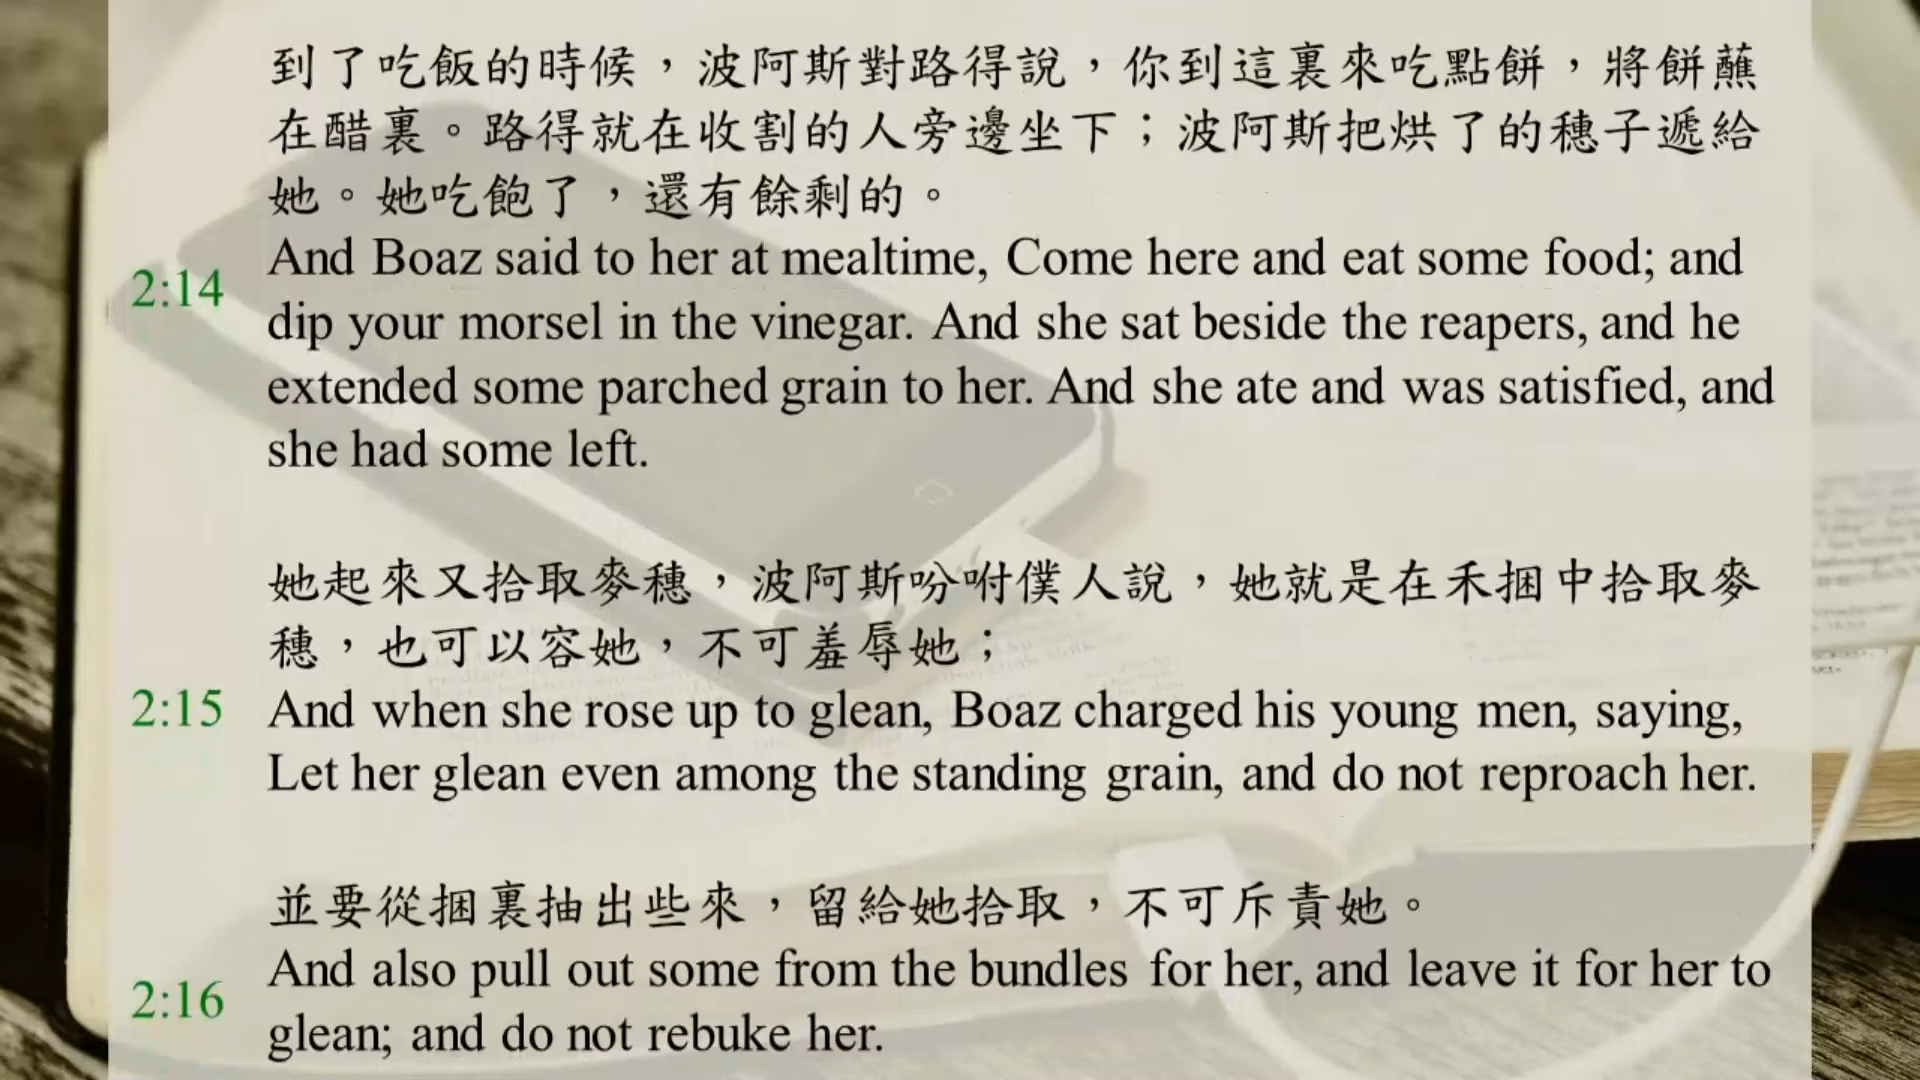 到了吃飯的時候，波阿斯對路得說，你到這裏來吃點餅，將餅蘸
在醋裏。路得就在收割的人旁邊坐下；波阿斯把烘了的穗子遞給
她。她吃飽了，還有餘剩的。
2:14
And Boaz said to her at mealtime, Come here and eat some food; and
dip your morsel in the vinegar. And she sat beside the reapers, and he
extended some parched grain to her. And she ate and was satisfied, and
she had some left.
她起來又拾取麥穗，波阿斯吩咐僕人說，她就是在禾捆中拾取麥
穗，也可以容她，不可羞辱她；
2:15
And when she rose up to glean, Boaz charged his young men, saying,
Let her glean even among the standing grain, and do not reproach her.
並要從捆裏抽出些來，留給她拾取，不可斥責她。
2:16
And also pull out some from the bundles for her, and leave it for her to
glean; and do not rebuke her.